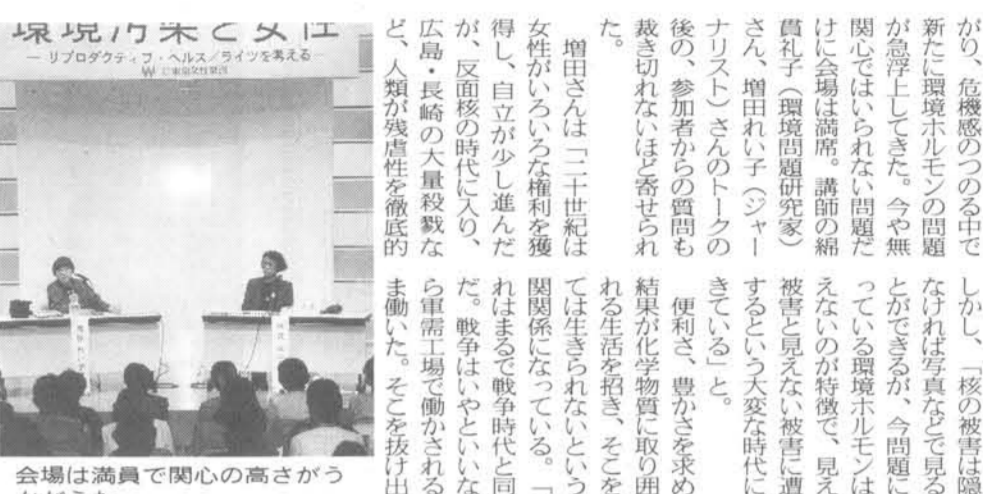 環境汚染と女性
― リプロダクティブ・ヘルス／ライツを考える ―
がり、危機感のつのる中で
新たに環境ホルモンの問題
が急浮上してきた。今や無
関心ではいられない問題だ
けに会場は満席。講師の綿
貫礼子（環境問題研究家）
さん、増田れい子（ジャー
ナリスト）さんのトークの
後の、参加者からの質問も
裁き切れないほど寄せられ
た。
増田さんは「二十世紀は
女性がいろいろな権利を獲
得し、自立が少し進んだ
が、反面核の時代に入り、
広島・長崎の大量殺戮な
ど、人類が残虐性を徹底的
しかし、「核の被害は隠
なければ写真などで見る
とができるが、今問題に
っている環境ホルモンは
えないのが特徴で、見え
被害と見えない被害に遭
するという大変な時代に
きている」と。
便利さ、豊かさを求め
結果が化学物質に取り囲
れる生活を招き、そこを
ては生きられないという
関関係になっている。「
れはまるで戦争時代と同
だ。戦争はいやといいな
ら軍需工場で働かされる
ま働いた。そこを抜け出
会場は満員で関心の高さがう